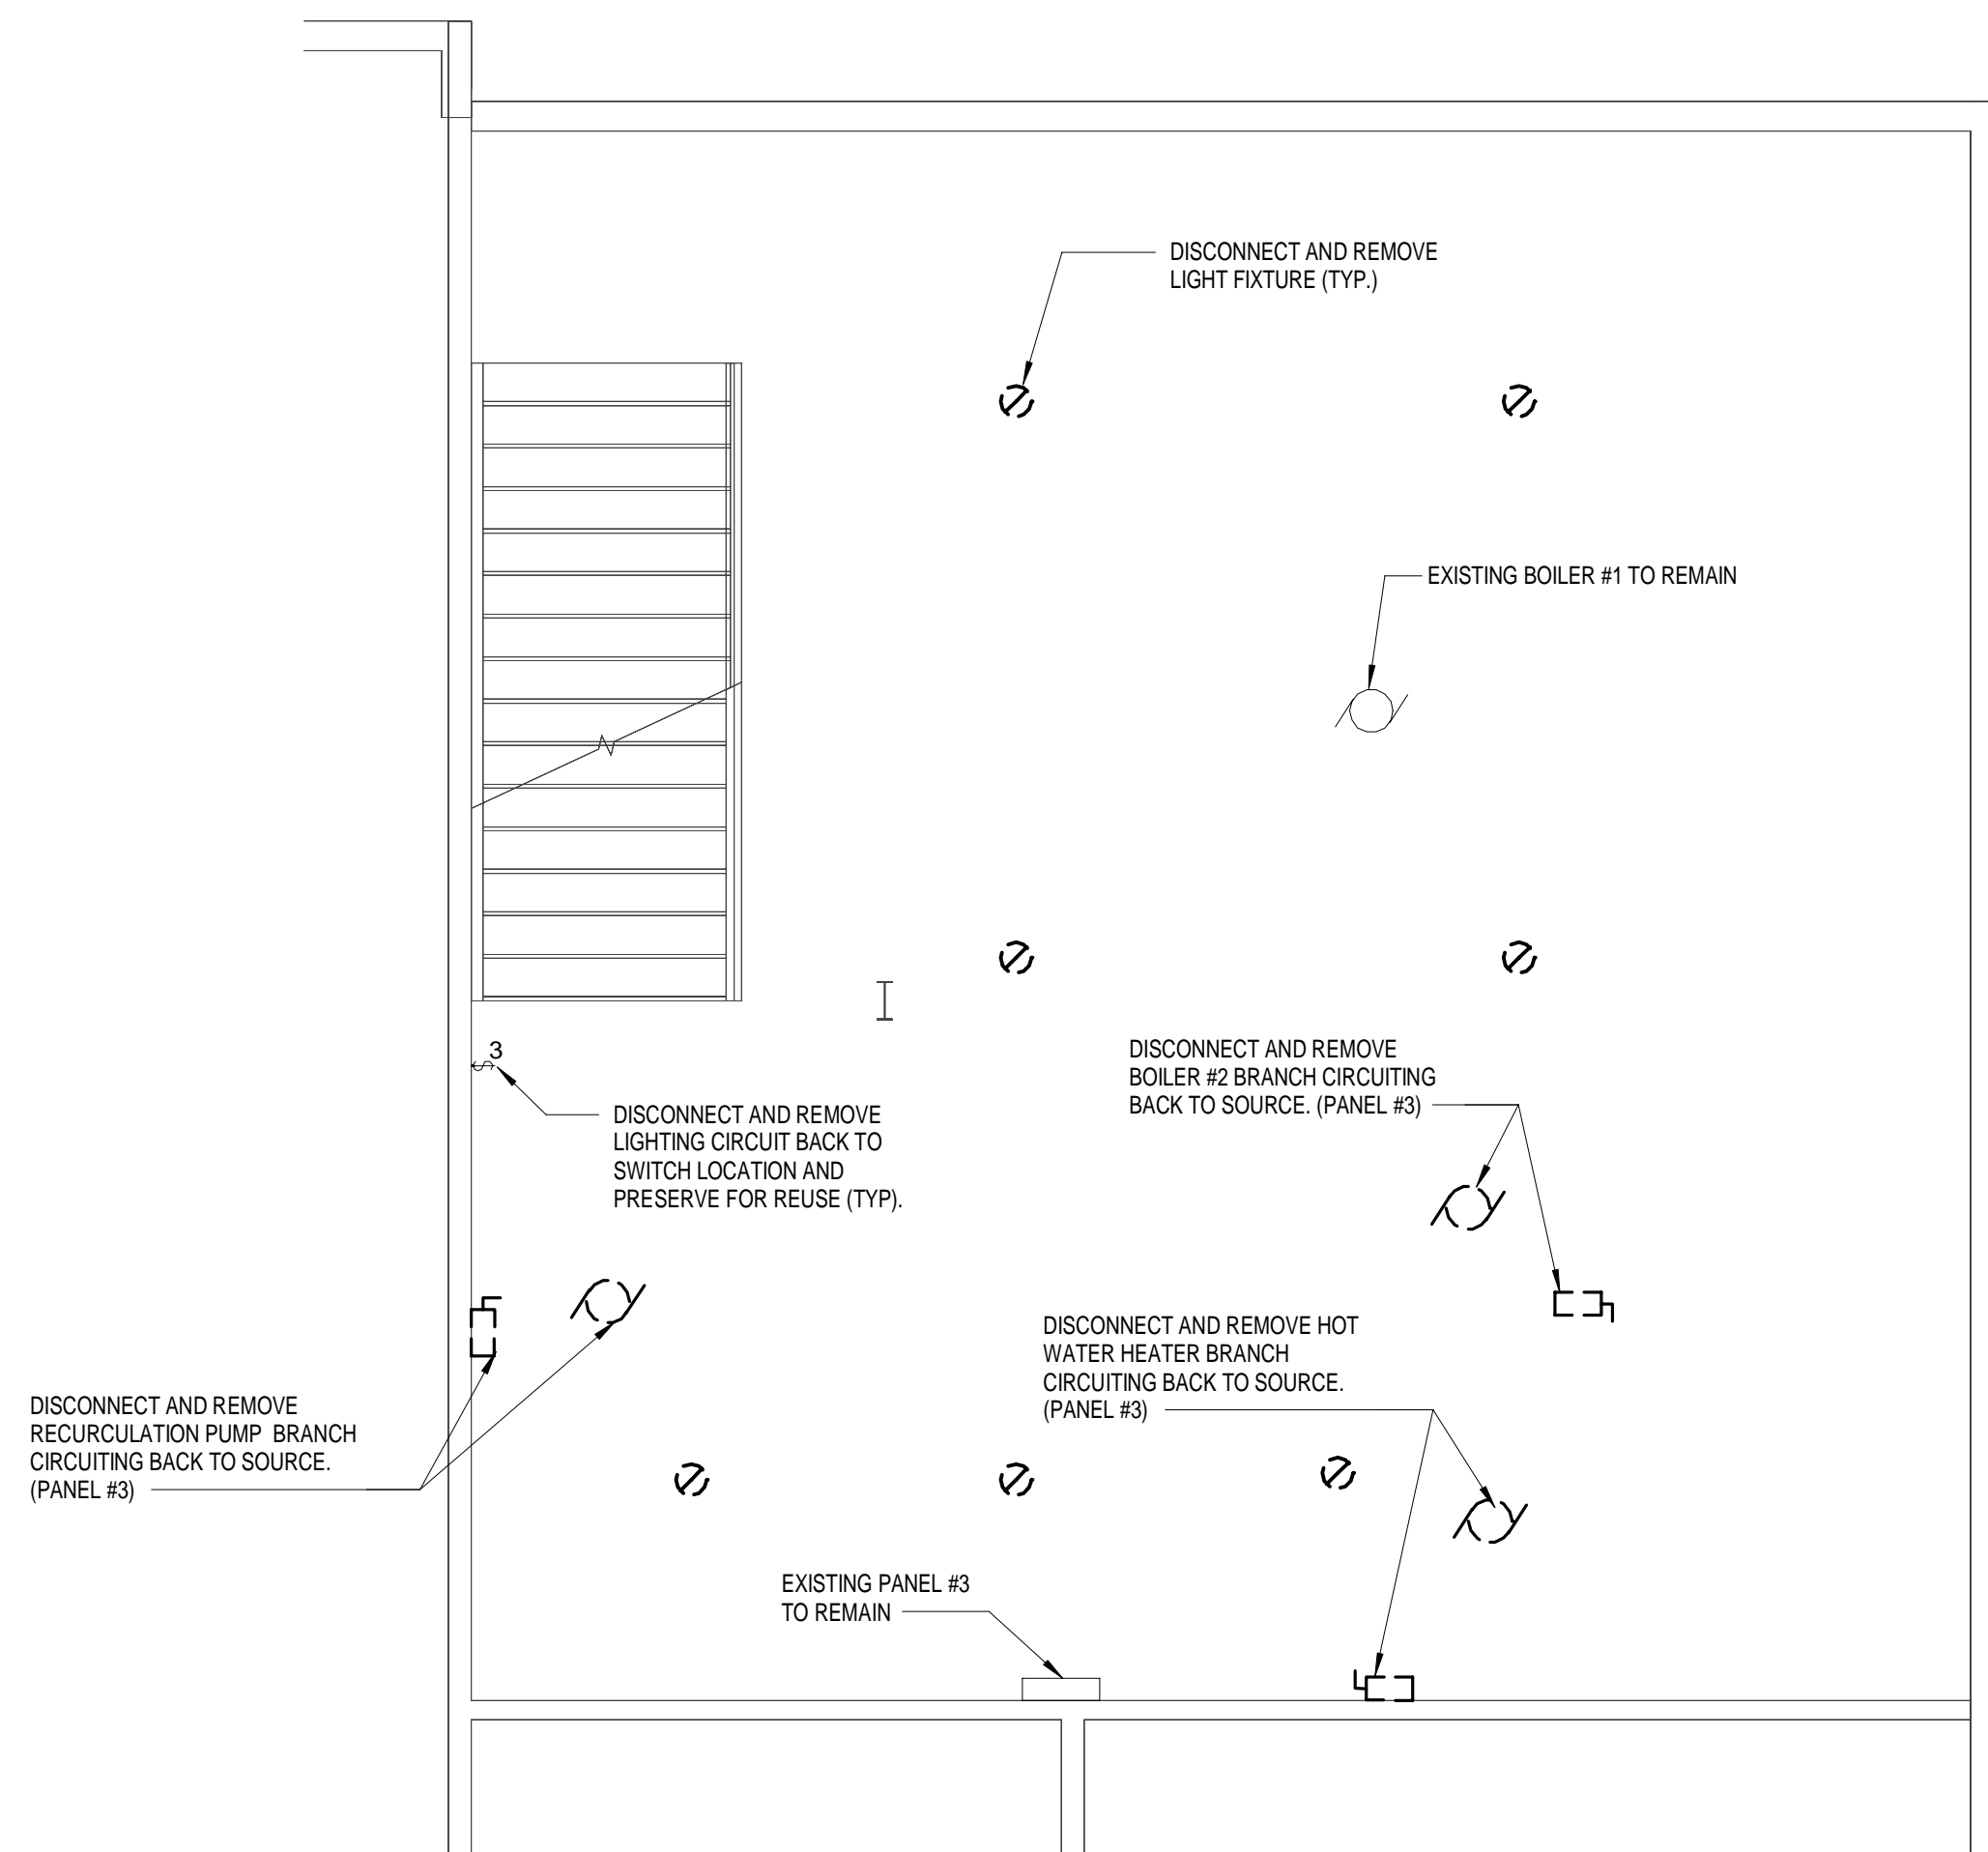 DISCONNECT AND REMOVE
LIGHT FIXTURE (TYP.)
EXISTING BOILER #1 TO REMAIN
3
DISCONNECT AND REMOVE
LIGHTING CIRCUIT BACK TO
SWITCH LOCATION AND
PRESERVE FOR REUSE (TYP).
DISCONNECT AND REMOVE
BOILER #2 BRANCH CIRCUITING
BACK TO SOURCE. (PANEL #3)
DISCONNECT AND REMOVE HOT
WATER HEATER BRANCH
CIRCUITING BACK TO SOURCE.
(PANEL #3)
DISCONNECT AND REMOVE
RECURCULATION PUMP  BRANCH
CIRCUITING BACK TO SOURCE.
(PANEL #3)
EXISTING PANEL #3
TO REMAIN